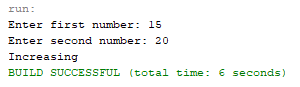 run:
Enter first number: 15
Enter second number: 20
Increasing
BUILD SUCCESSFUL (total time: 6 seconds)